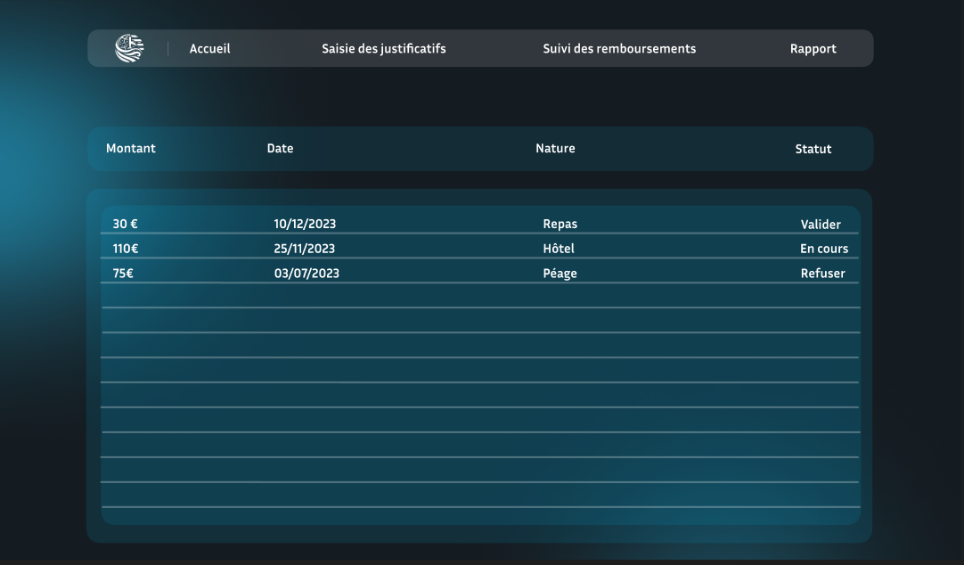 Accueil Saisie des justificatifs Suivi des remboursements Rapport
Montant Date Nature Statut
30 € 10/12/2023 Repas Valider
110€ 25/11/2023 Hôtel En cours
75€ 03/07/2023 Péage Refuser